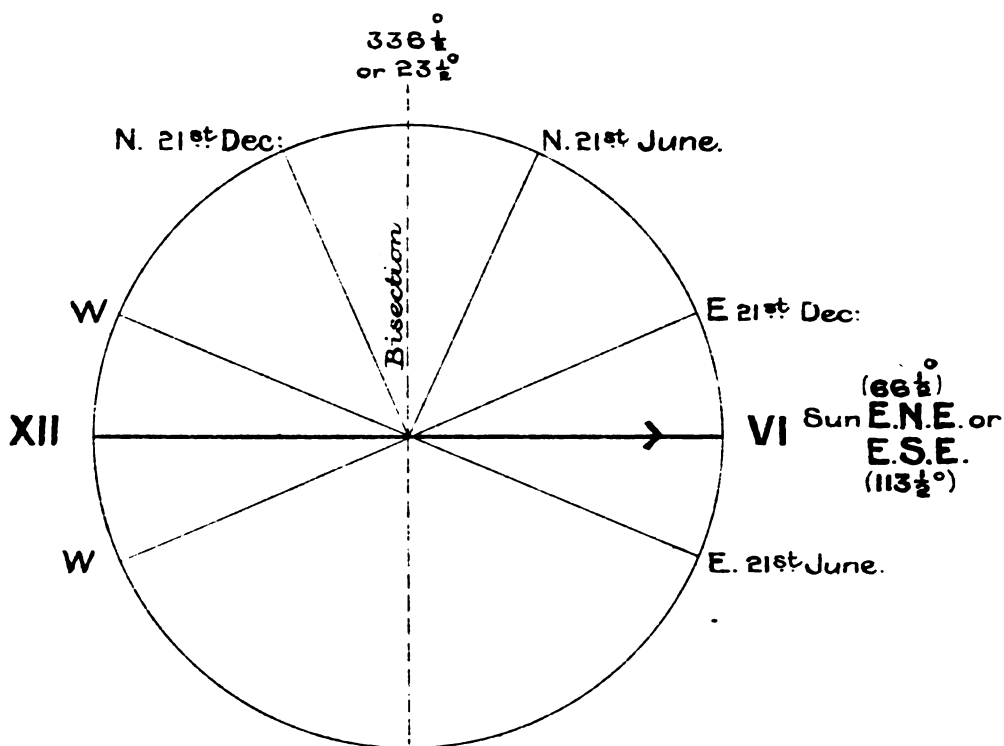 336½°
or 23½°
N. 21st Dec:
N. 21st June.
Bisection
W
E 21st Dec:
(66½°)
XII
VI Sun E.N.E. or
E.S.E.
(113½°)
W
E. 21st June.